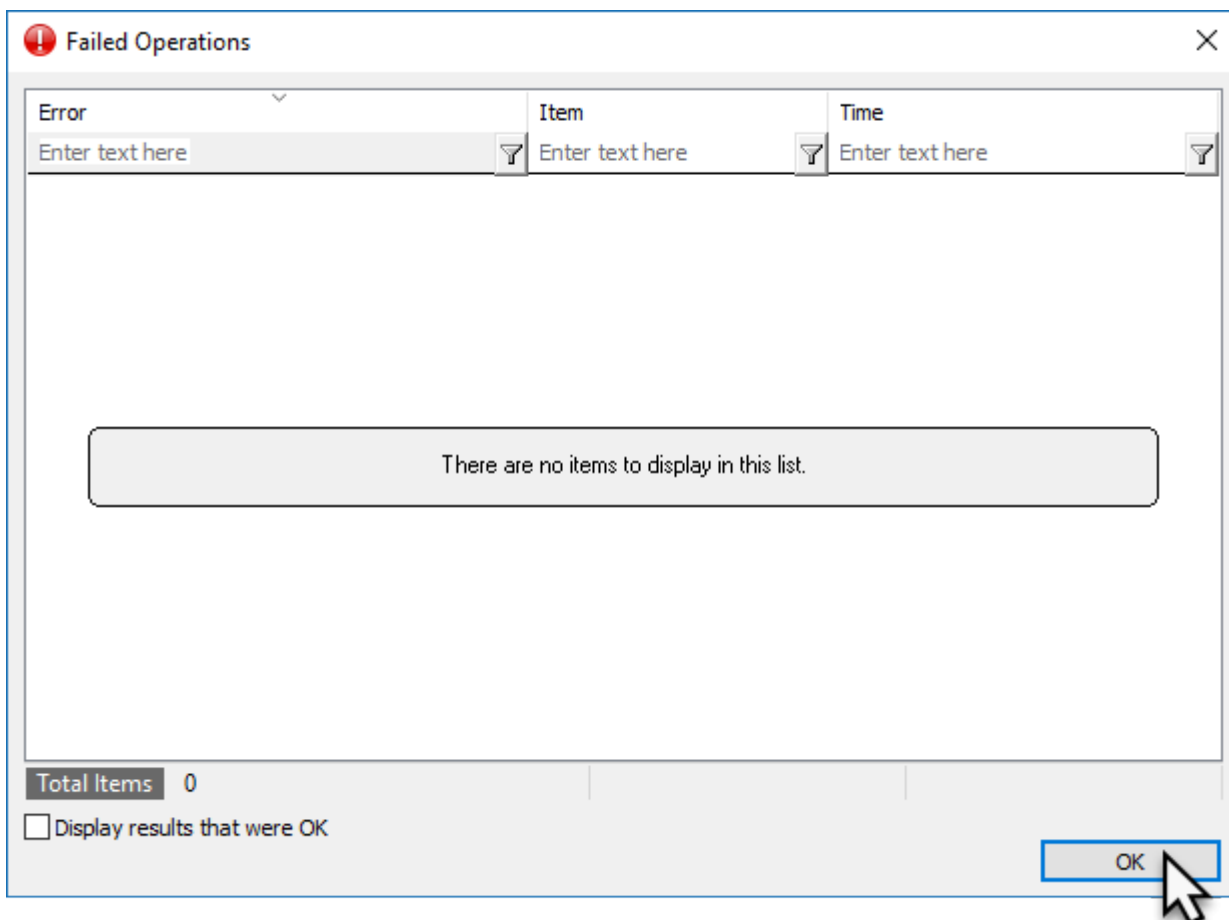 Failed Operations
Error Item Time
Enter text here Enter text here Enter text here
There are no items to display in this list.
Total Items 0
Display results that were OK
OK